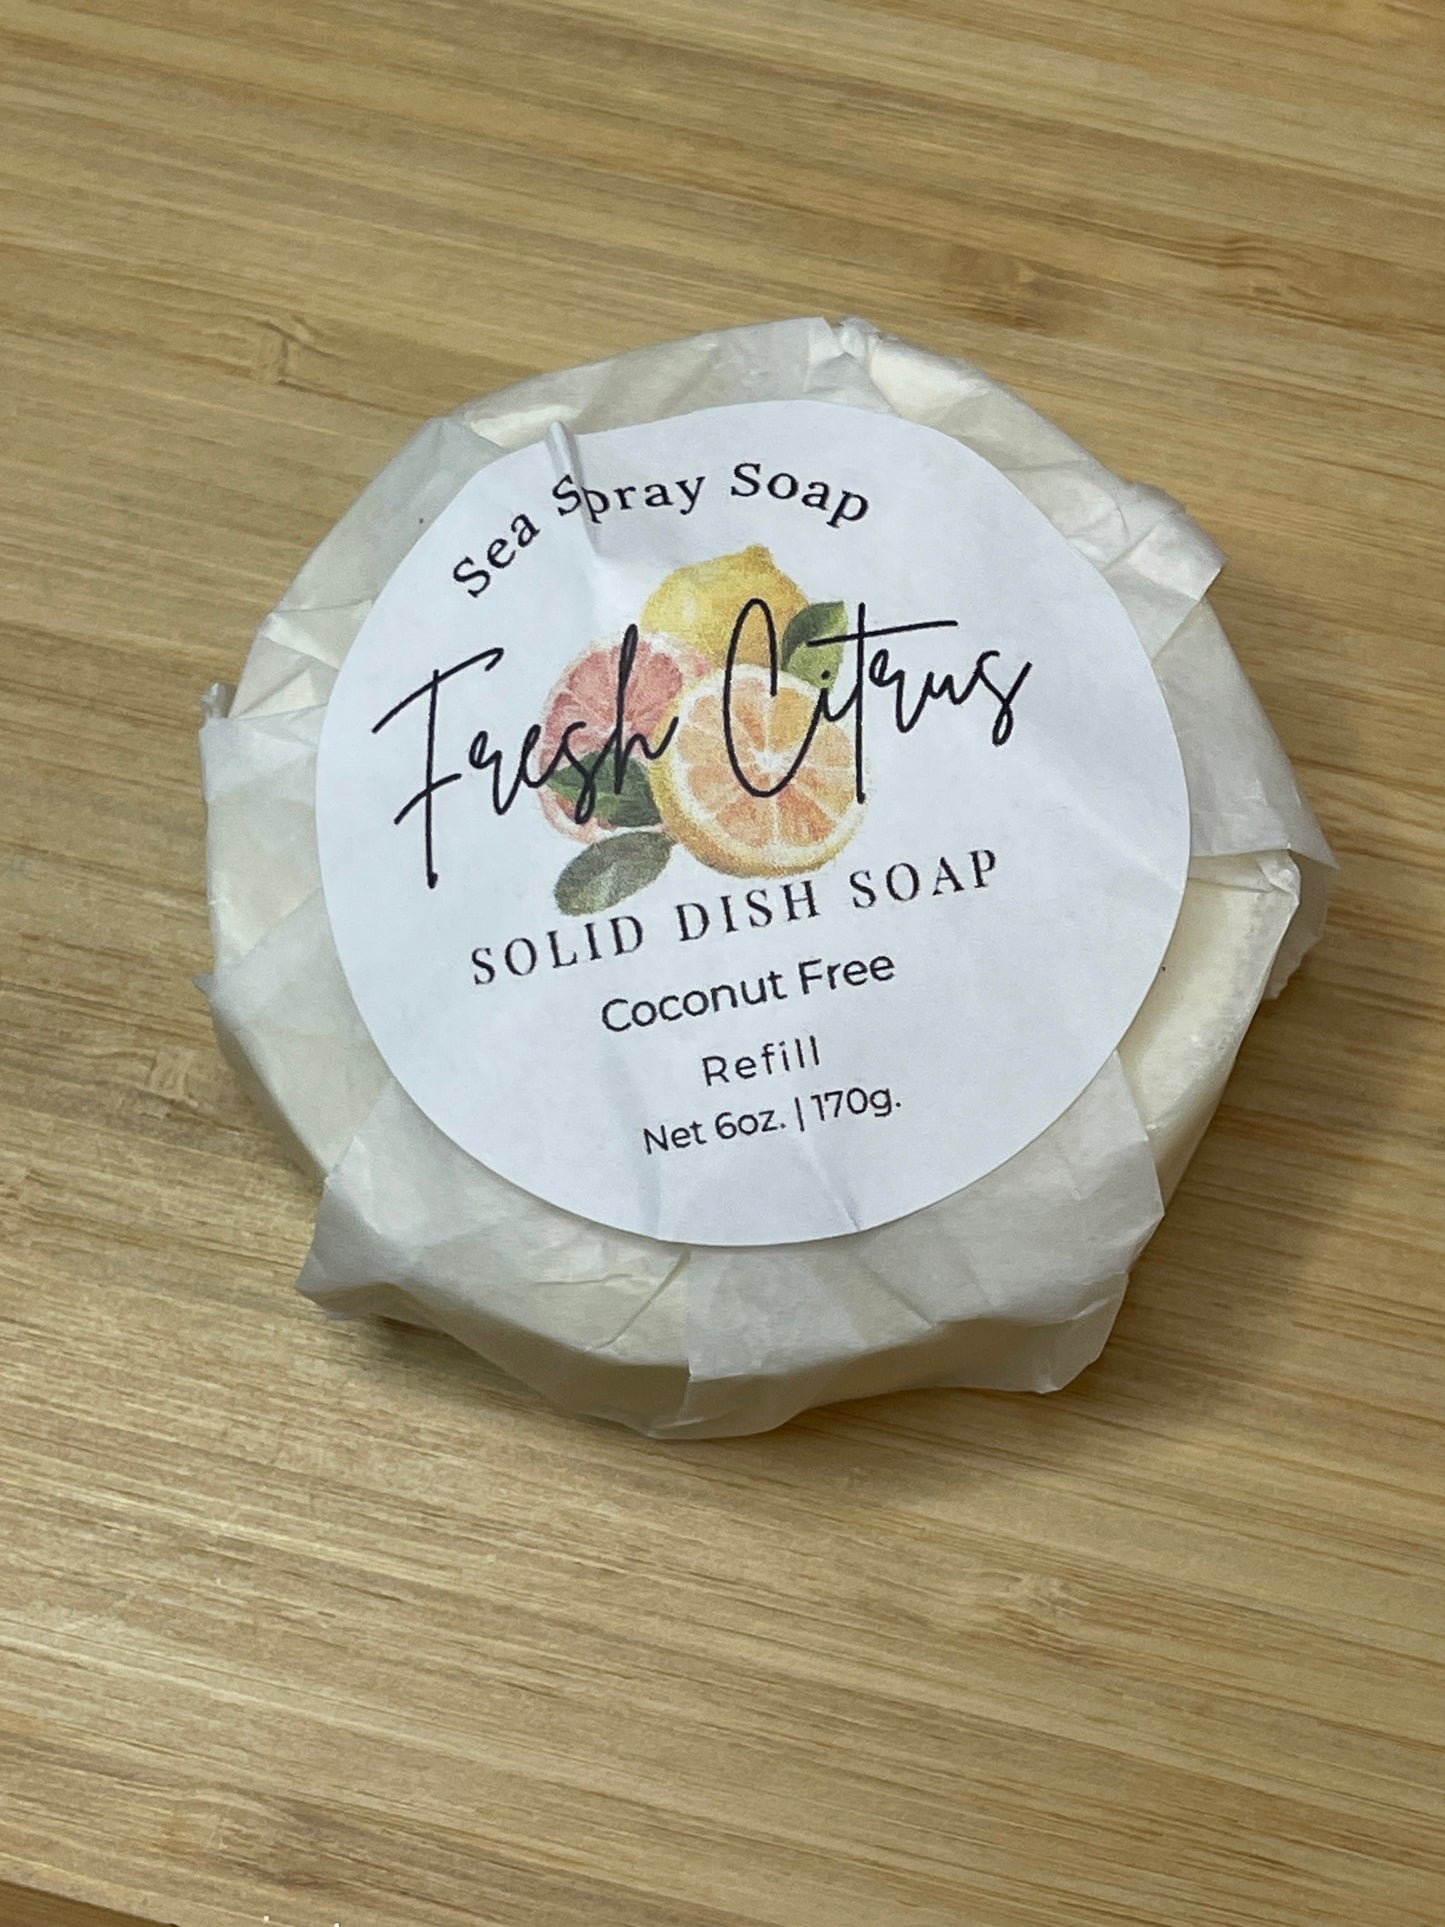 Sea Spray Soap
Fresh Citrus
SOLID DISH SOAP
Coconut Free
Refill
Net 6oz. | 170g.